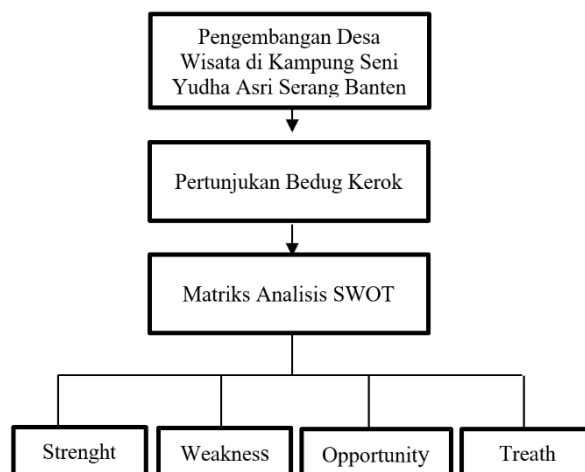 Pengembangan Desa
Wisata di Kampung Seni
Yudha Asri Serang Banten
Pertunjukan Bedug Kerok
Matriks Analisis SWOT
Strenght
Weakness
Opportunity
Treath